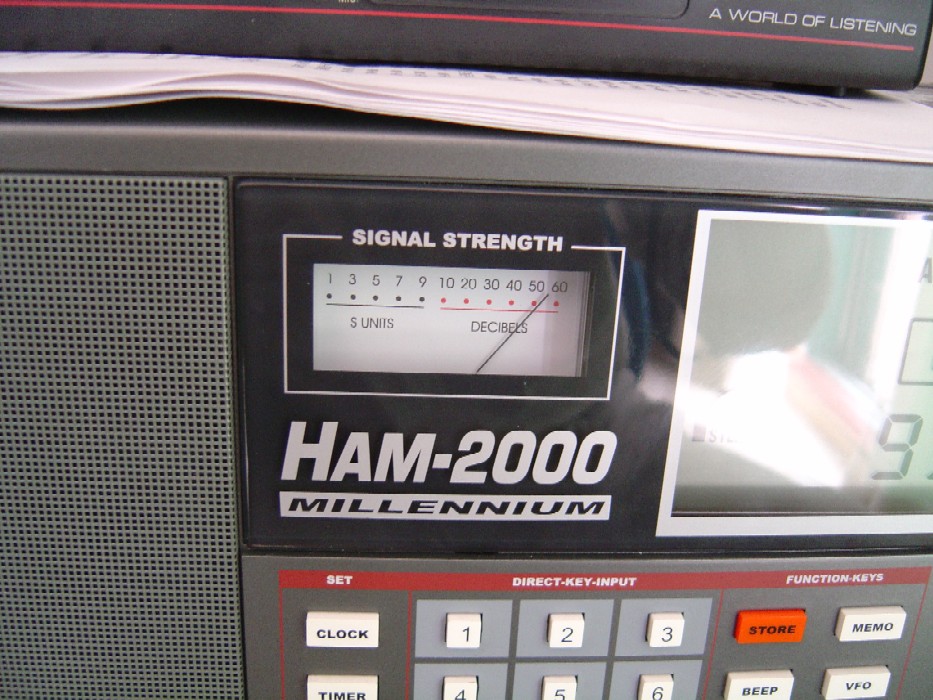 A WORLD OF LISTENING
SIGNAL STRENGTH
1 3 5 7 9 10 20 30 40 50 60
S UNITS DECIBELS
HAM-2000
MILLENNIUM
SET DIRECT-KEY-INPUT FUNCTION-KEYS
CLOCK 1 2 3 STORE MEMO
TIMER 4 5 6 BEEP VFO